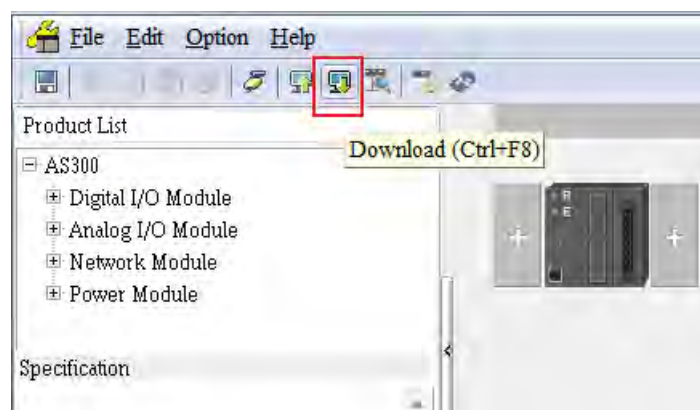 File Edit Option Help
Product List
Download (Ctrl+F8)
AS300
Digital I/O Module
Analog I/O Module
Network Module
Power Module
Specification
R
E